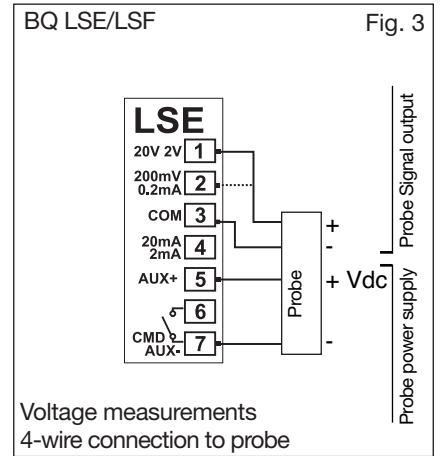 BQ LSE/LSF
Fig. 3
LSE
20V 2V 1
200mV
0.2mA 2
COM 3
20mA
2mA 4
AUX+ 5
6
CMD
AUX- 7
Probe
+
-
+ Vdc
-
Probe Signal output
Probe power supply
Voltage measurements
4-wire connection to probe